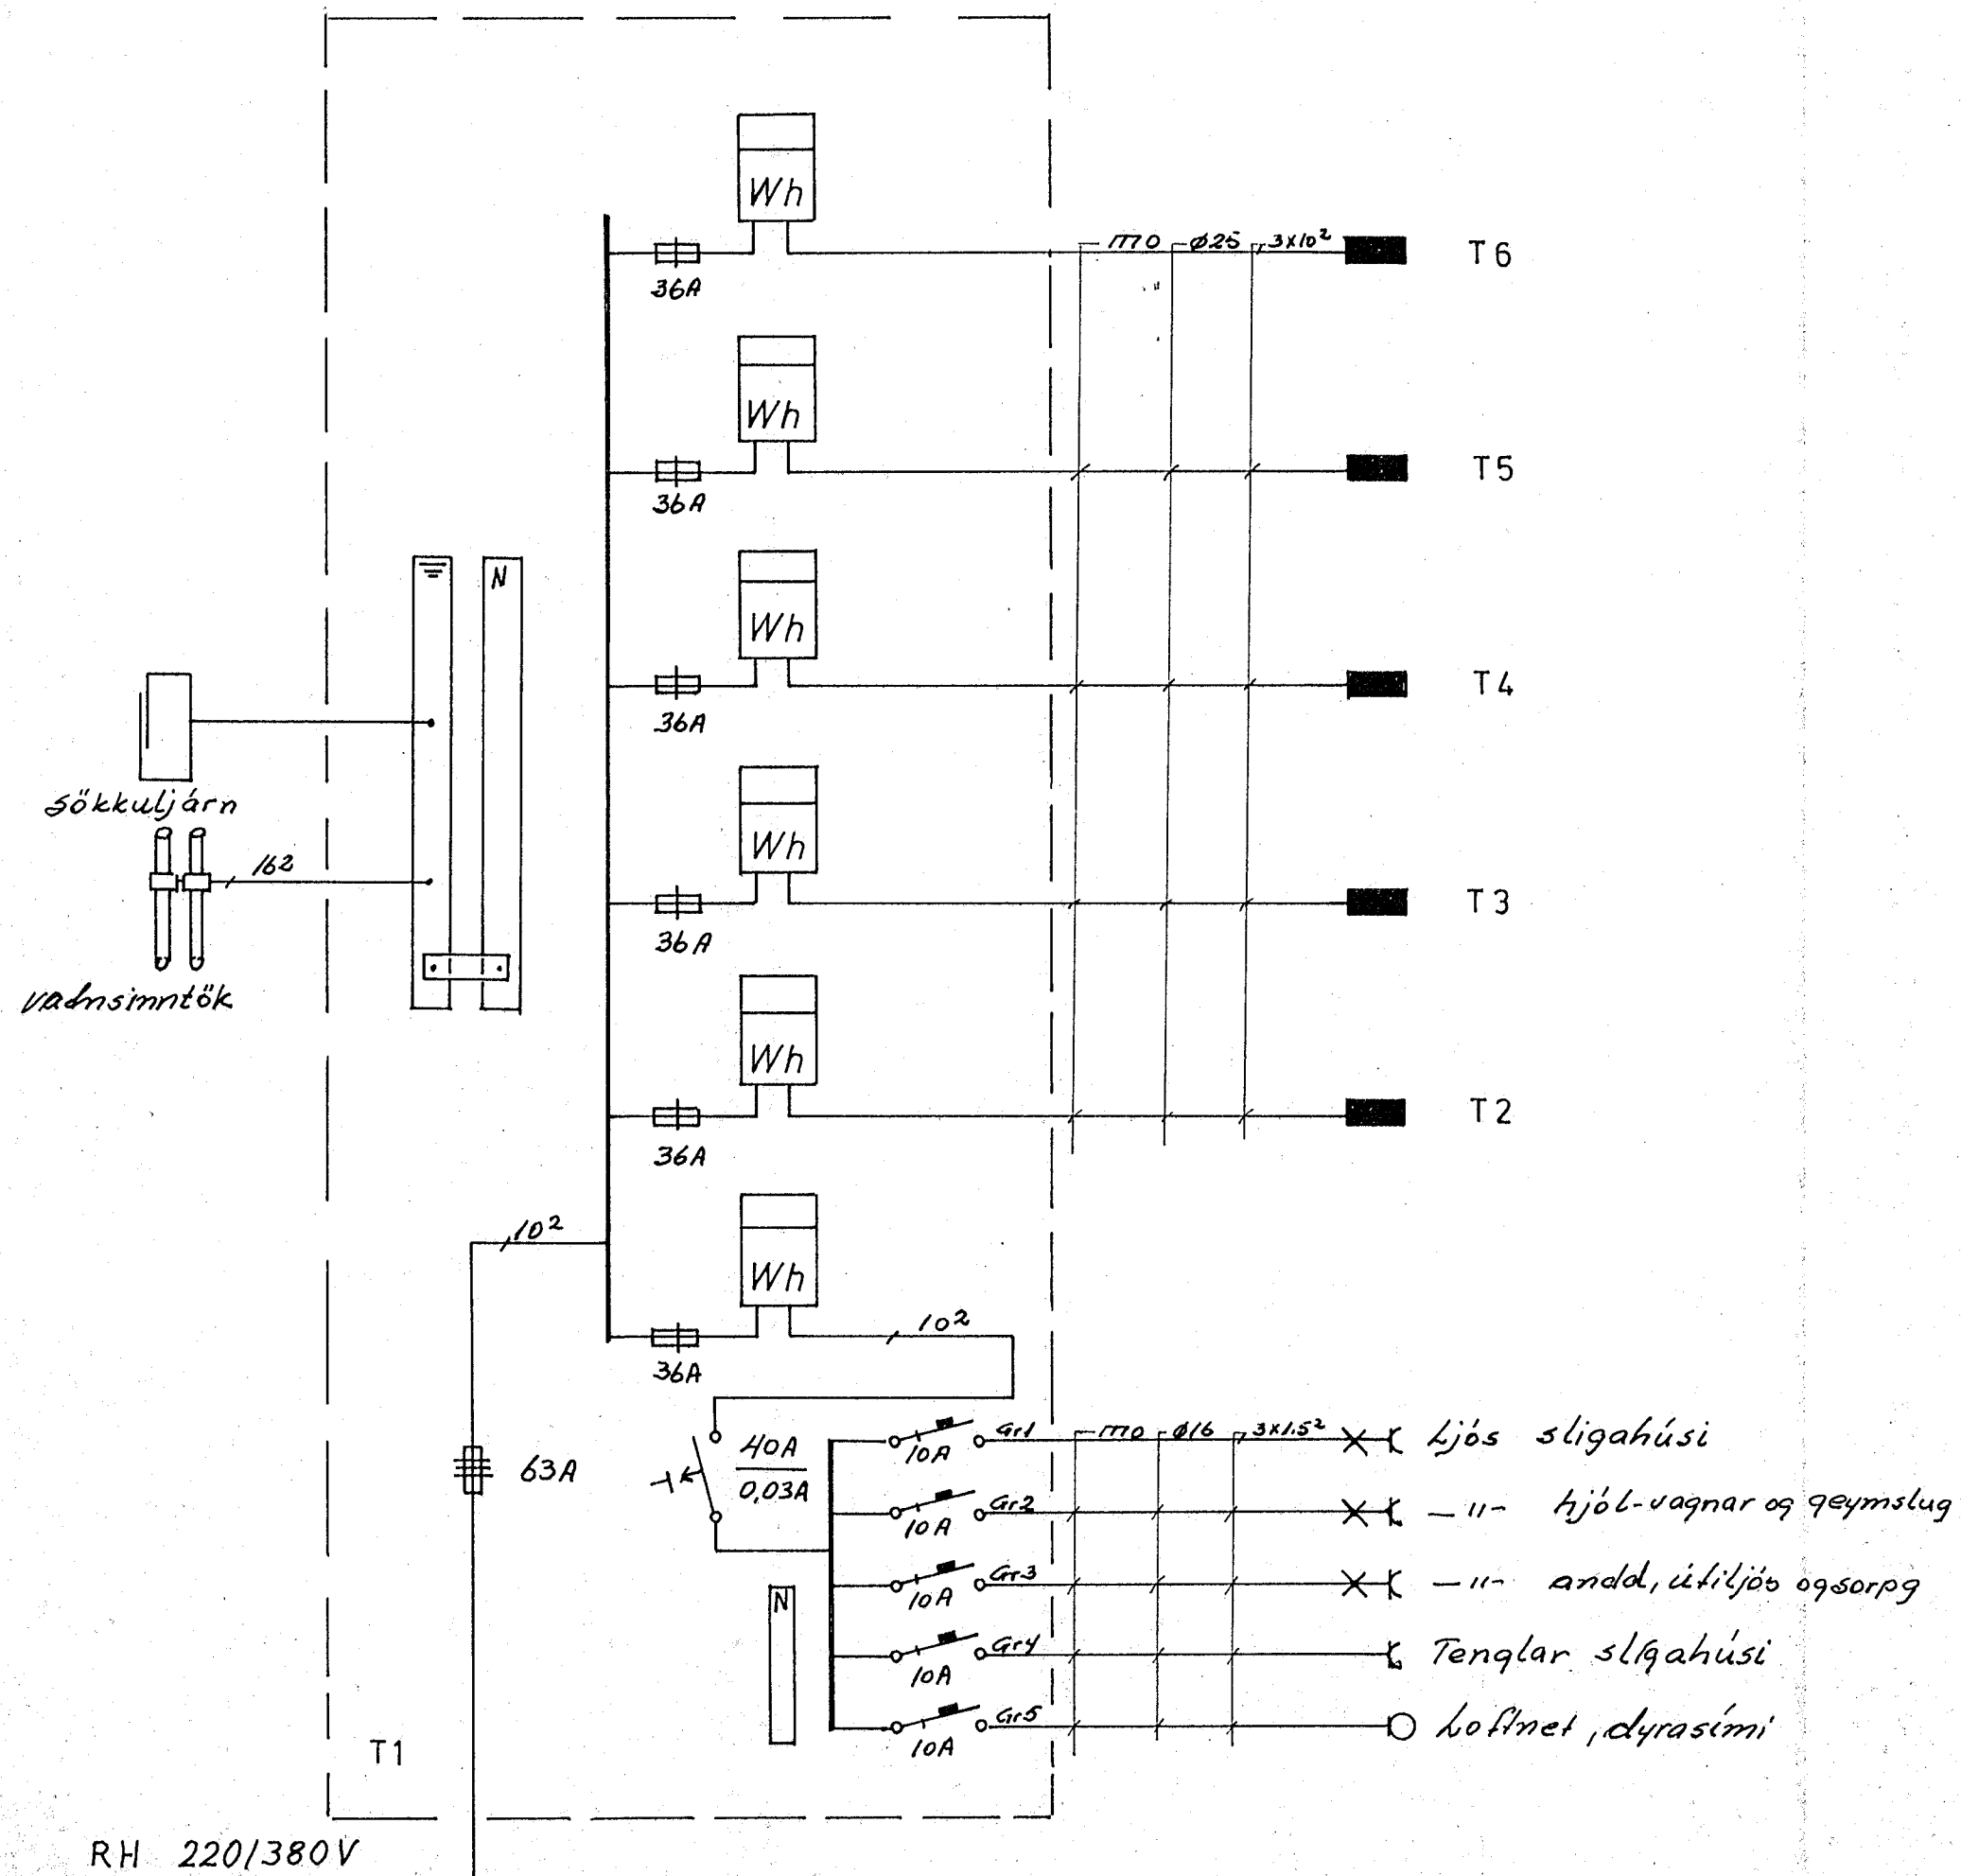 Wh
m0 ø25 3x10² T6
36A
Wh
T5
36A
N
Wh
T4
36A
sökkuljárn
Wh
16²
T3
36A
vatnsinntök
Wh
T2
36A
10²
Wh
10²
36A
63A
40A
0,03A
10A Gr1 m0 ø16 3x1.5² Ljós stigahúsi
10A Gr2 —"- hjól-vagnar og geymslug
10A Gr3 —"- andd, útiljós og sorpg
N
10A Gr4 Tenglar stigahúsi
10A Gr5 Loftnet, dyrasími
T1
RH 220/380V